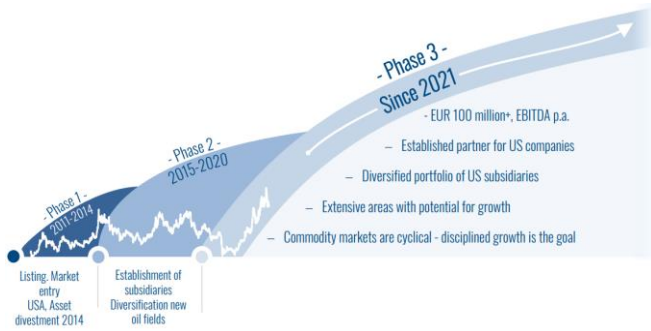 - Phase 1 -
2011-2014
- Phase 2 -
2015-2020
- Phase 3 -
Since 2021
- EUR 100 million+, EBITDA p.a.
– Established partner for US companies
– Diversified portfolio of US subsidiaries
– Extensive areas with potential for growth
– Commodity markets are cyclical - disciplined growth is the goal
Listing. Market
entry
USA, Asset
divestment 2014
Establishment of
subsidiaries
Diversification new
oil fields